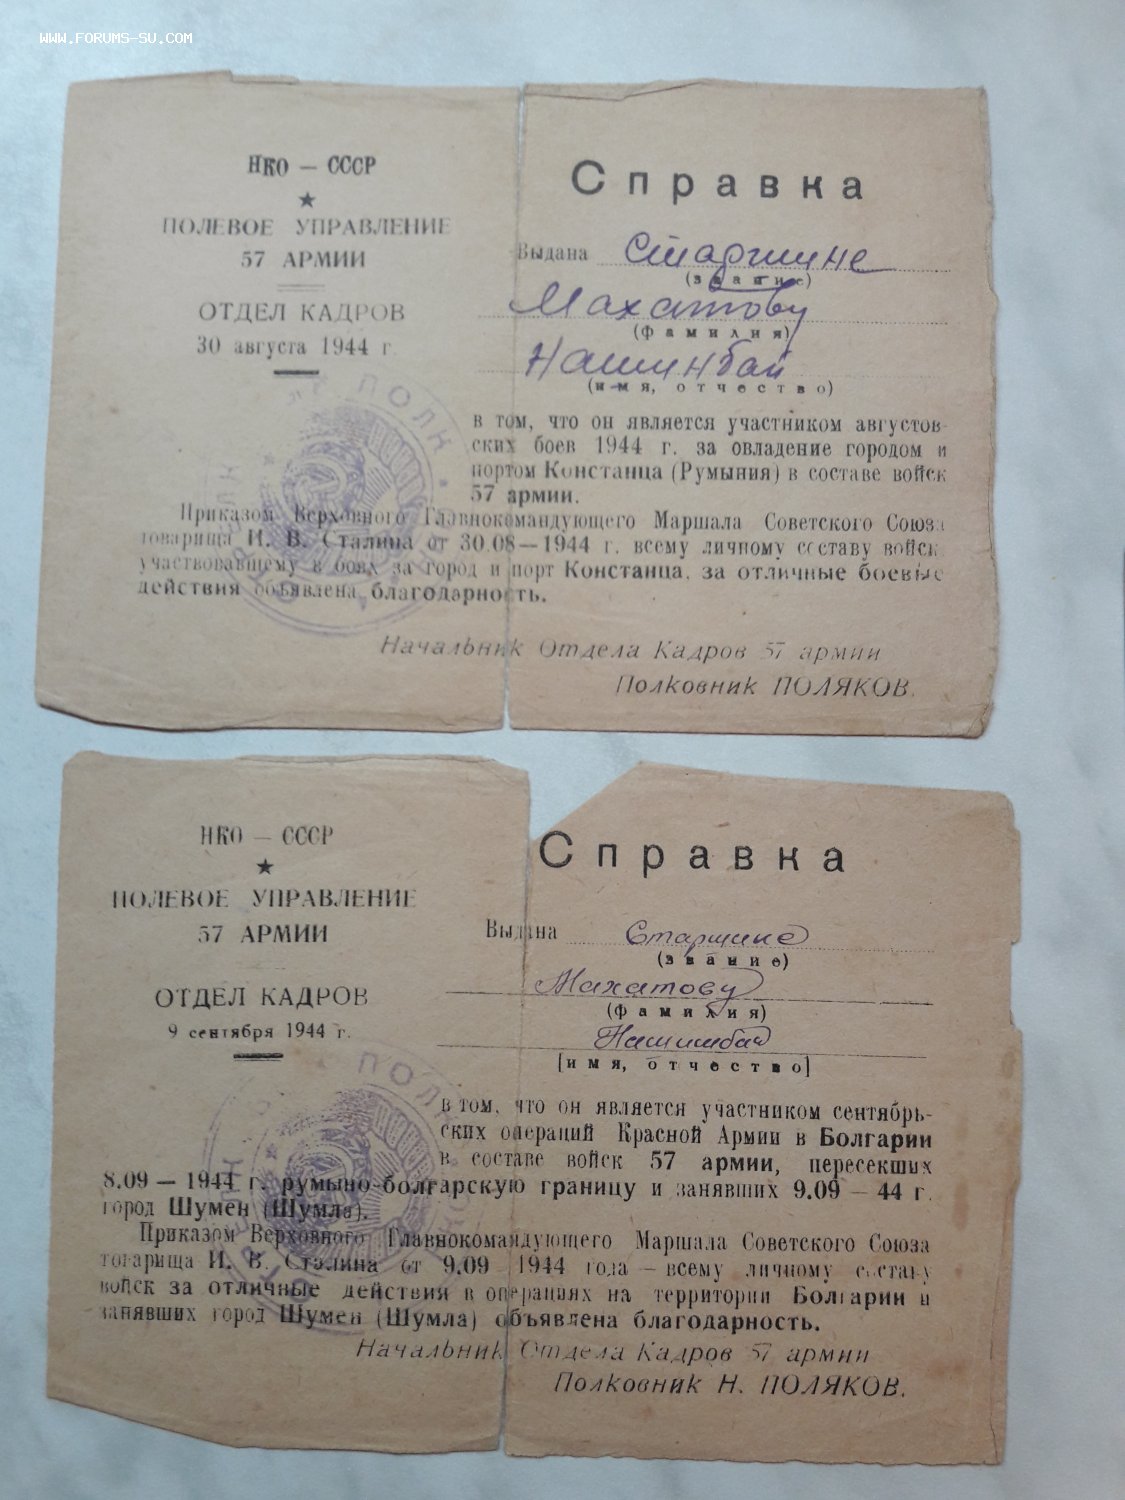 WWW.FORUMS-SU.COM
НКО — СССР
★
ПОЛЕВОЕ УПРАВЛЕНИЕ
57 АРМИИ
ОТДЕЛ КАДРОВ
30 августа 1944 г.
Справка
Выдана Старшине
(звание)
Махатову
(фамилия)
Нашинбай
(имя, отчество)
в том, что он является участником августов-
ских боев 1944 г. за овладение городом и
портом Констанца (Румыния) в составе войск
57 армии.
Приказом Верховного Главнокомандующего Маршала Советского Союза
товарища И. В. Сталина от 30.08—1944 г. всему личному составу войск,
участвовавшему в боях за город и порт Констанца, за отличные боевые
действия объявлена благодарность.
Начальник Отдела Кадров 57 армии
Полковник ПОЛЯКОВ.
НКО — СССР
★
ПОЛЕВОЕ УПРАВЛЕНИЕ
57 АРМИИ
ОТДЕЛ КАДРОВ
9 сентября 1944 г.
Справка
Выдана Старшине
(звание)
Махатову
(фамилия)
[имя, отчество]
в том, что он является участником сентябрь-
ских операций Красной Армии в Болгарии
в составе войск 57 армии, пересекших
8.09 — 1944 г. румыно-болгарскую границу и занявших 9.09 — 44 г.
город Шумен (Шумла).
Приказом Верховного Главнокомандующего Маршала Советского Союза
товарища И. В. Сталина от 9.09 1944 года — всему личному составу
войск за отличные действия в операциях на территории Болгарии и
занявших город Шумен (Шумла) объявлена благодарность.
Начальник Отдела Кадров 57 армии
Полковник Н. ПОЛЯКОВ.